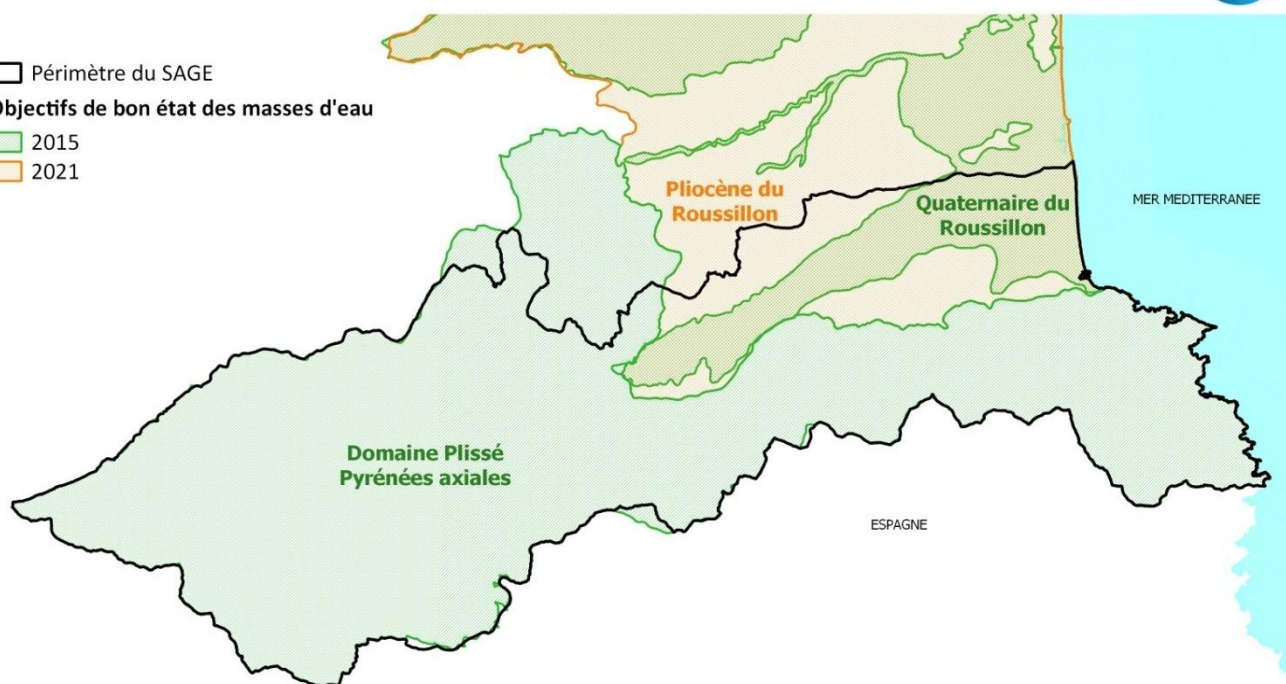 Périmètre du SAGE
Objectifs de bon état des masses d'eau
2015
2021
Pliocène du
Roussillon
Quaternaire du
Roussillon
MER MEDITERRANEE
Domaine Plissé
Pyrénées axiales
ESPAGNE